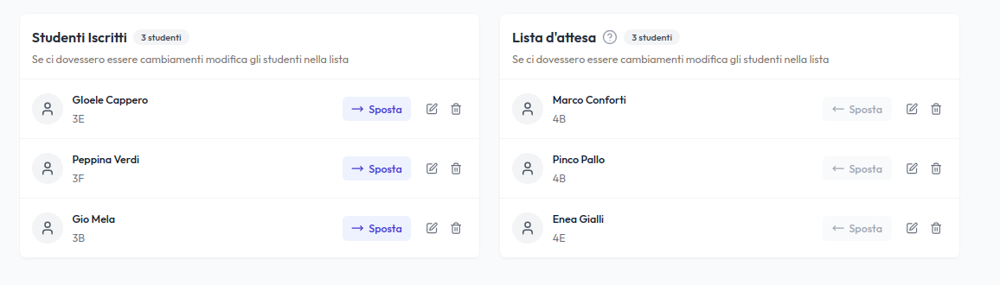 Studenti Iscritti 3 studenti
Se ci dovessero essere cambiamenti modifica gli studenti nella lista
Gloele Cappero
3E
→ Sposta
Peppina Verdi
3F
→ Sposta
Gio Mela
3B
→ Sposta
Lista d'attesa ? 3 studenti
Se ci dovessero essere cambiamenti modifica gli studenti nella lista
Marco Conforti
4B
← Sposta
Pinco Pallo
4B
← Sposta
Enea Gialli
4E
← Sposta